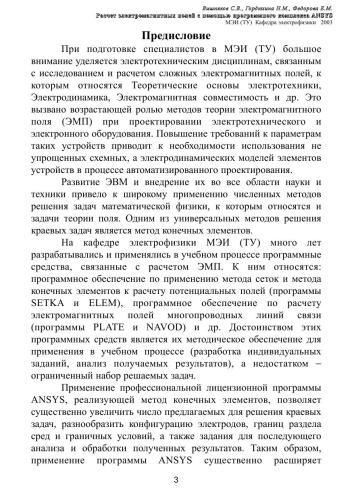 Вишняков С.В., Гордюхина Н.М., Федорова Е.М.
Расчет электромагнитных полей с помощью программного комплекса ANSYS
МЭИ (ТУ) Кафедра электрофизики 2003
Предисловие
При подготовке специалистов в МЭИ (ТУ) большое
внимание уделяется электротехническим дисциплинам, связанным
с исследованием и расчетом сложных электромагнитных полей, к
которым относятся Теоретические основы электротехники,
Электродинамика, Электромагнитная совместимость и др. Это
вызвано возрастающей ролью методов теории электромагнитного
поля (ЭМП) при проектировании электротехнического и
электронного оборудования. Повышение требований к параметрам
таких устройств приводит к необходимости использования не
упрощенных схемных, а электродинамических моделей элементов
устройств в процессе автоматизированного проектирования.
Развитие ЭВМ и внедрение их во все области науки и
техники привело к широкому применению численных методов
решения задач математической физики, к которым относятся и
задачи теории поля. Одним из универсальных методов решения
краевых задач является метод конечных элементов.
На кафедре электрофизики МЭИ (ТУ) много лет
разрабатывались и применялись в учебном процессе программные
средства, связанные с расчетом ЭМП. К ним относятся:
программное обеспечение по применению метода сеток и метода
конечных элементов к расчету потенциальных полей (программы
SETKA и ELEM), программное обеспечение по расчету
электромагнитных полей многопроводных линий связи
(программы PLATE и NAVOD) и др. Достоинством этих
программных средств является их методическое обеспечение для
применения в учебном процессе (разработка индивидуальных
заданий, анализ получаемых результатов), а недостатком –
ограниченный набор решаемых задач.
Применение профессиональной лицензионной программы
ANSYS, реализующей метод конечных элементов, позволяет
существенно увеличить число предлагаемых для решения краевых
задач, разнообразить конфигурацию электродов, границ раздела
сред и граничных условий, а также задания для последующего
анализа и обработки полученных результатов. Таким образом,
применение программы ANSYS существенно расширяет
3